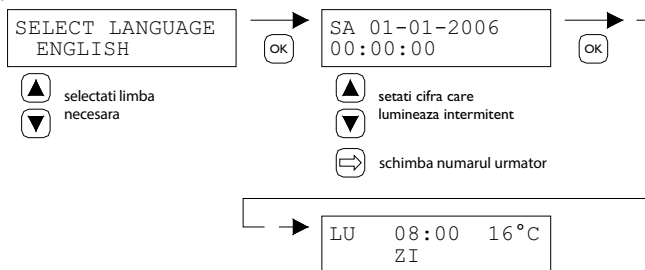 SELECT LANGUAGE
ENGLISH
OK
SA 01-01-2006
00:00:00
OK
selectati limba
necesara
setati cifra care
lumineaza intermitent
schimba numarul urmator
LU 08:00 16°C
ZI